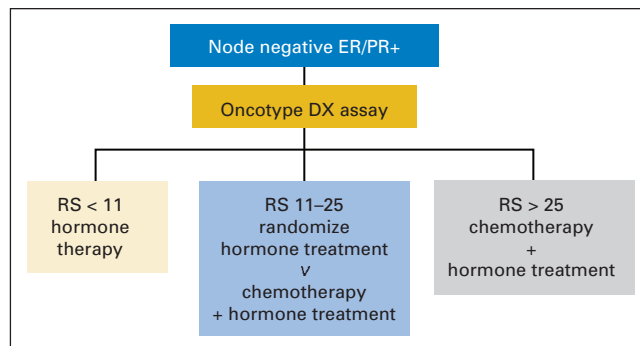 Node negative ER/PR+
Oncotype DX assay
RS < 11
hormone
therapy
RS 11–25
randomize
hormone treatment
v
chemotherapy
+ hormone treatment
RS > 25
chemotherapy
+
hormone treatment